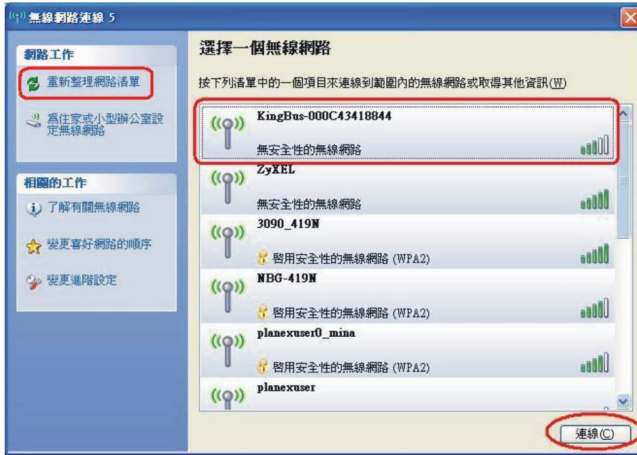 無線網路連線 5
網路工作
重新整理網路清單
為住家或小型辦公室設
定無線網路
相關的工作
了解有關無線網路
變更喜好網路的順序
變更進階設定
選擇一個無線網路
按下列清單中的一個項目來連線到範圍內的無線網路或取得其他資訊(W)
KingBus-000C43418844
無安全性的無線網路
ZyXEL
無安全性的無線網路
3090_419N
啟用安全性的無線網路 (WPA2)
NBG-419N
啟用安全性的無線網路 (WPA2)
planexuser0_mina
啟用安全性的無線網路 (WPA2)
planexuser
連線(C)